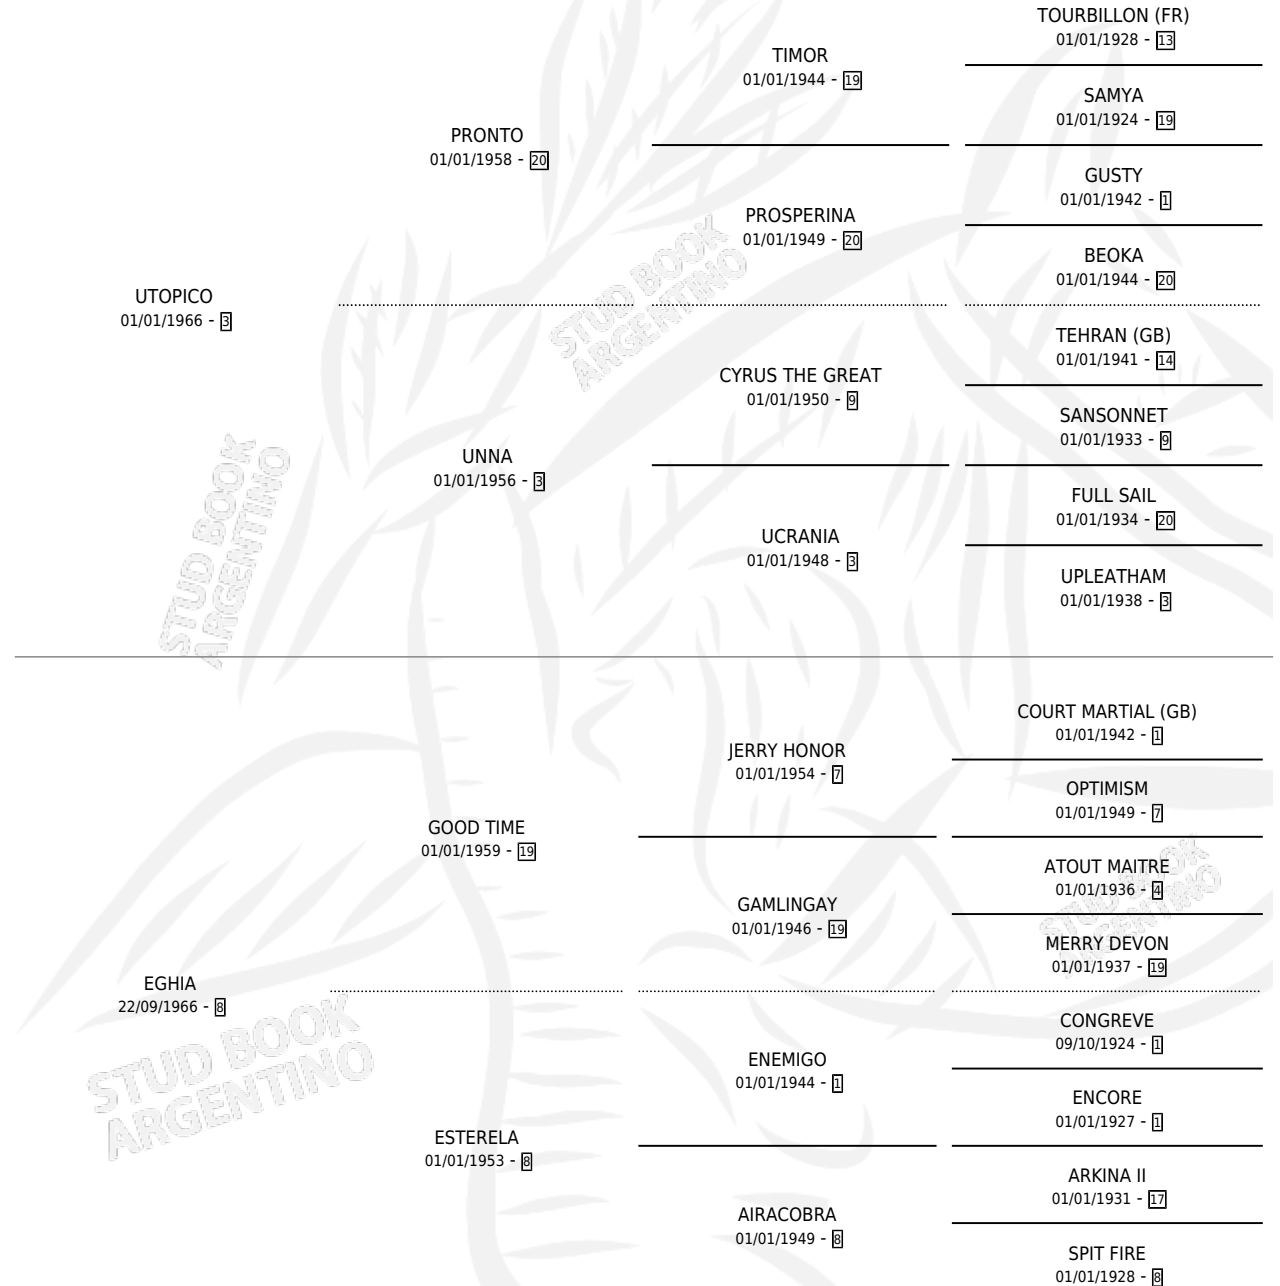 TOURBILLON (FR)
01/01/1928 - 13
TIMOR
01/01/1944 - 19
SAMYA
01/01/1924 - 19
PRONTO
01/01/1958 - 20
GUSTY
01/01/1942 - 1
PROSPERINA
01/01/1949 - 20
BEOKA
01/01/1944 - 20
UTOPICO
01/01/1966 - 3
STUD BOOK
ARGENTINO
TEHRAN (GB)
01/01/1941 - 14
CYRUS THE GREAT
01/01/1950 - 9
SANSONNET
01/01/1933 - 9
UNNA
01/01/1956 - 3
FULL SAIL
01/01/1934 - 20
UCRANIA
01/01/1948 - 3
UPLEATHAM
01/01/1938 - 3
STUD BOOK
ARGENTINO
COURT MARTIAL (GB)
01/01/1942 - 1
JERRY HONOR
01/01/1954 - 7
OPTIMISM
01/01/1949 - 7
GOOD TIME
01/01/1959 - 19
ATOUT MAITRE
01/01/1936 - 4
GAMLINGAY
01/01/1946 - 19
STUD BOOK
ARGENTINO
MERRY DEVON
01/01/1937 - 19
EGHIA
22/09/1966 - 8
CONGREVE
09/10/1924 - 1
ENEMIGO
01/01/1944 - 1
ENCORE
01/01/1927 - 1
STUD BOOK
ARGENTINO
ESTERELA
01/01/1953 - 8
ARKINA II
01/01/1931 - 17
AIRACOBRA
01/01/1949 - 8
SPIT FIRE
01/01/1928 - 8